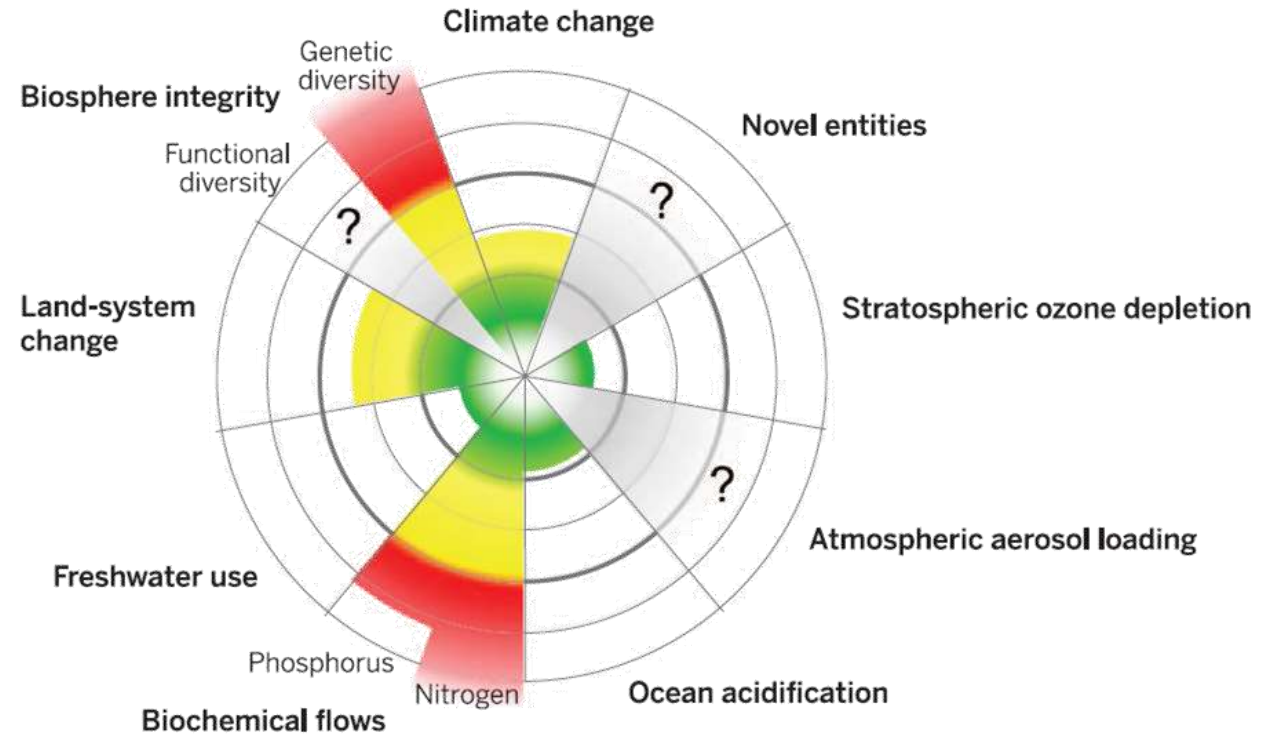 Climate change
Genetic
diversity
Biosphere integrity
Novel entities
Functional
diversity
?
?
Land-system
change
Stratospheric ozone depletion
?
Atmospheric aerosol loading
Freshwater use
Phosphorus
Nitrogen
Ocean acidification
Biochemical flows